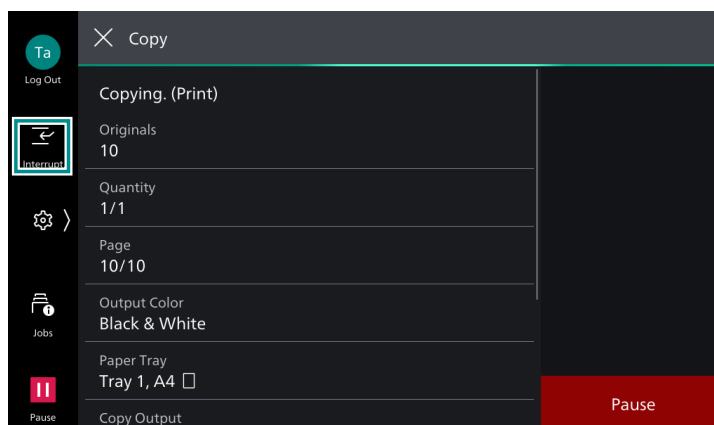 Ta
Log Out
Interrupt
Jobs
Pause
Copy
Copying. (Print)
Originals
10
Quantity
1/1
Page
10/10
Output Color
Black & White
Paper Tray
Tray 1, A4
Copy Output
Pause